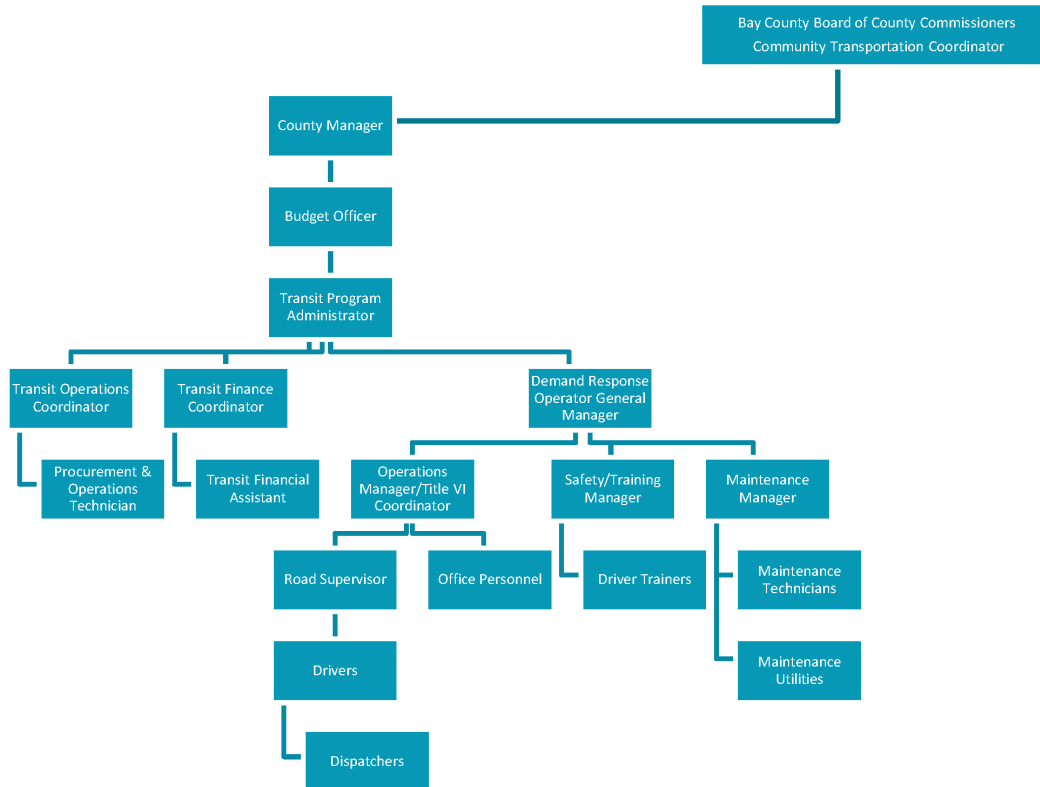 Bay County Board of County Commissioners
Community Transportation Coordinator
County Manager
Budget Officer
Transit Program
Administrator
Transit Operations
Coordinator
Transit Finance
Coordinator
Demand Response
Operator General
Manager
Procurement &
Operations
Technician
Transit Financial
Assistant
Operations
Manager/Title VI
Coordinator
Safety/Training
Manager
Maintenance
Manager
Road Supervisor
Office Personnel
Driver Trainers
Maintenance
Technicians
Drivers
Maintenance
Utilities
Dispatchers